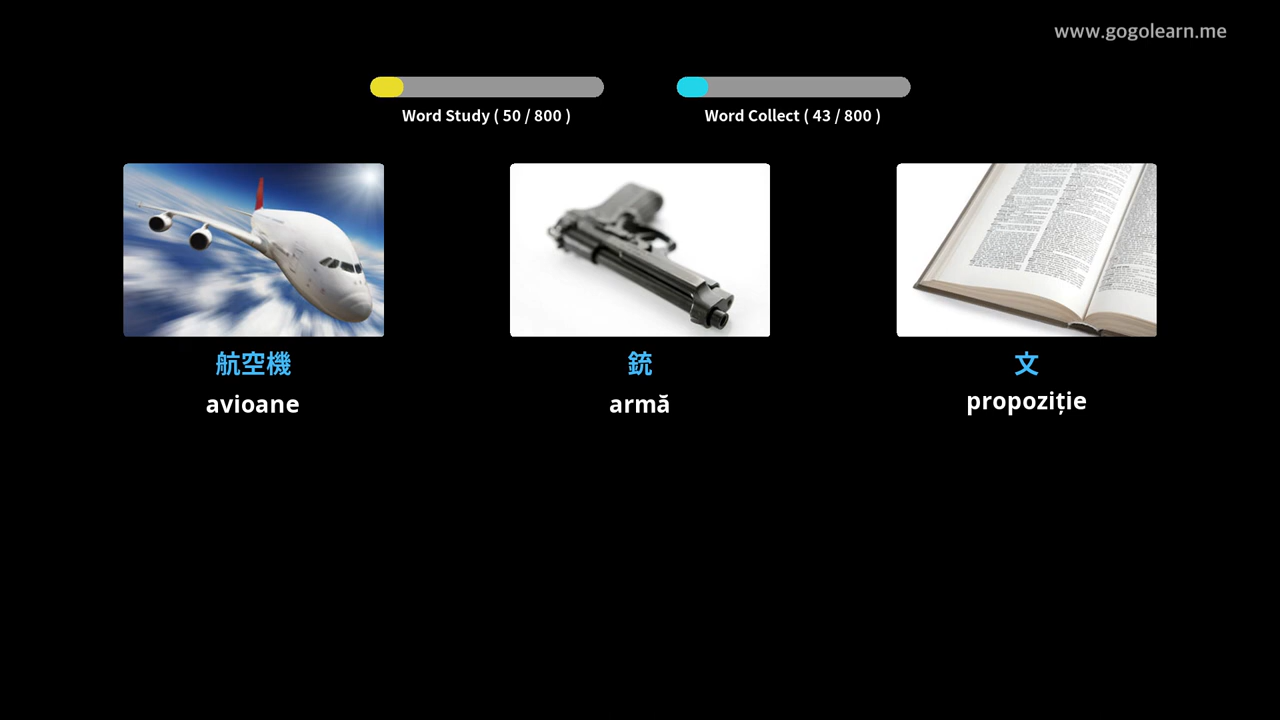 www.gogolearn.me
Word Study ( 50 / 800 )
Word Collect ( 43 / 800 )
航空機
銃
文
avioane
armă
propoziție